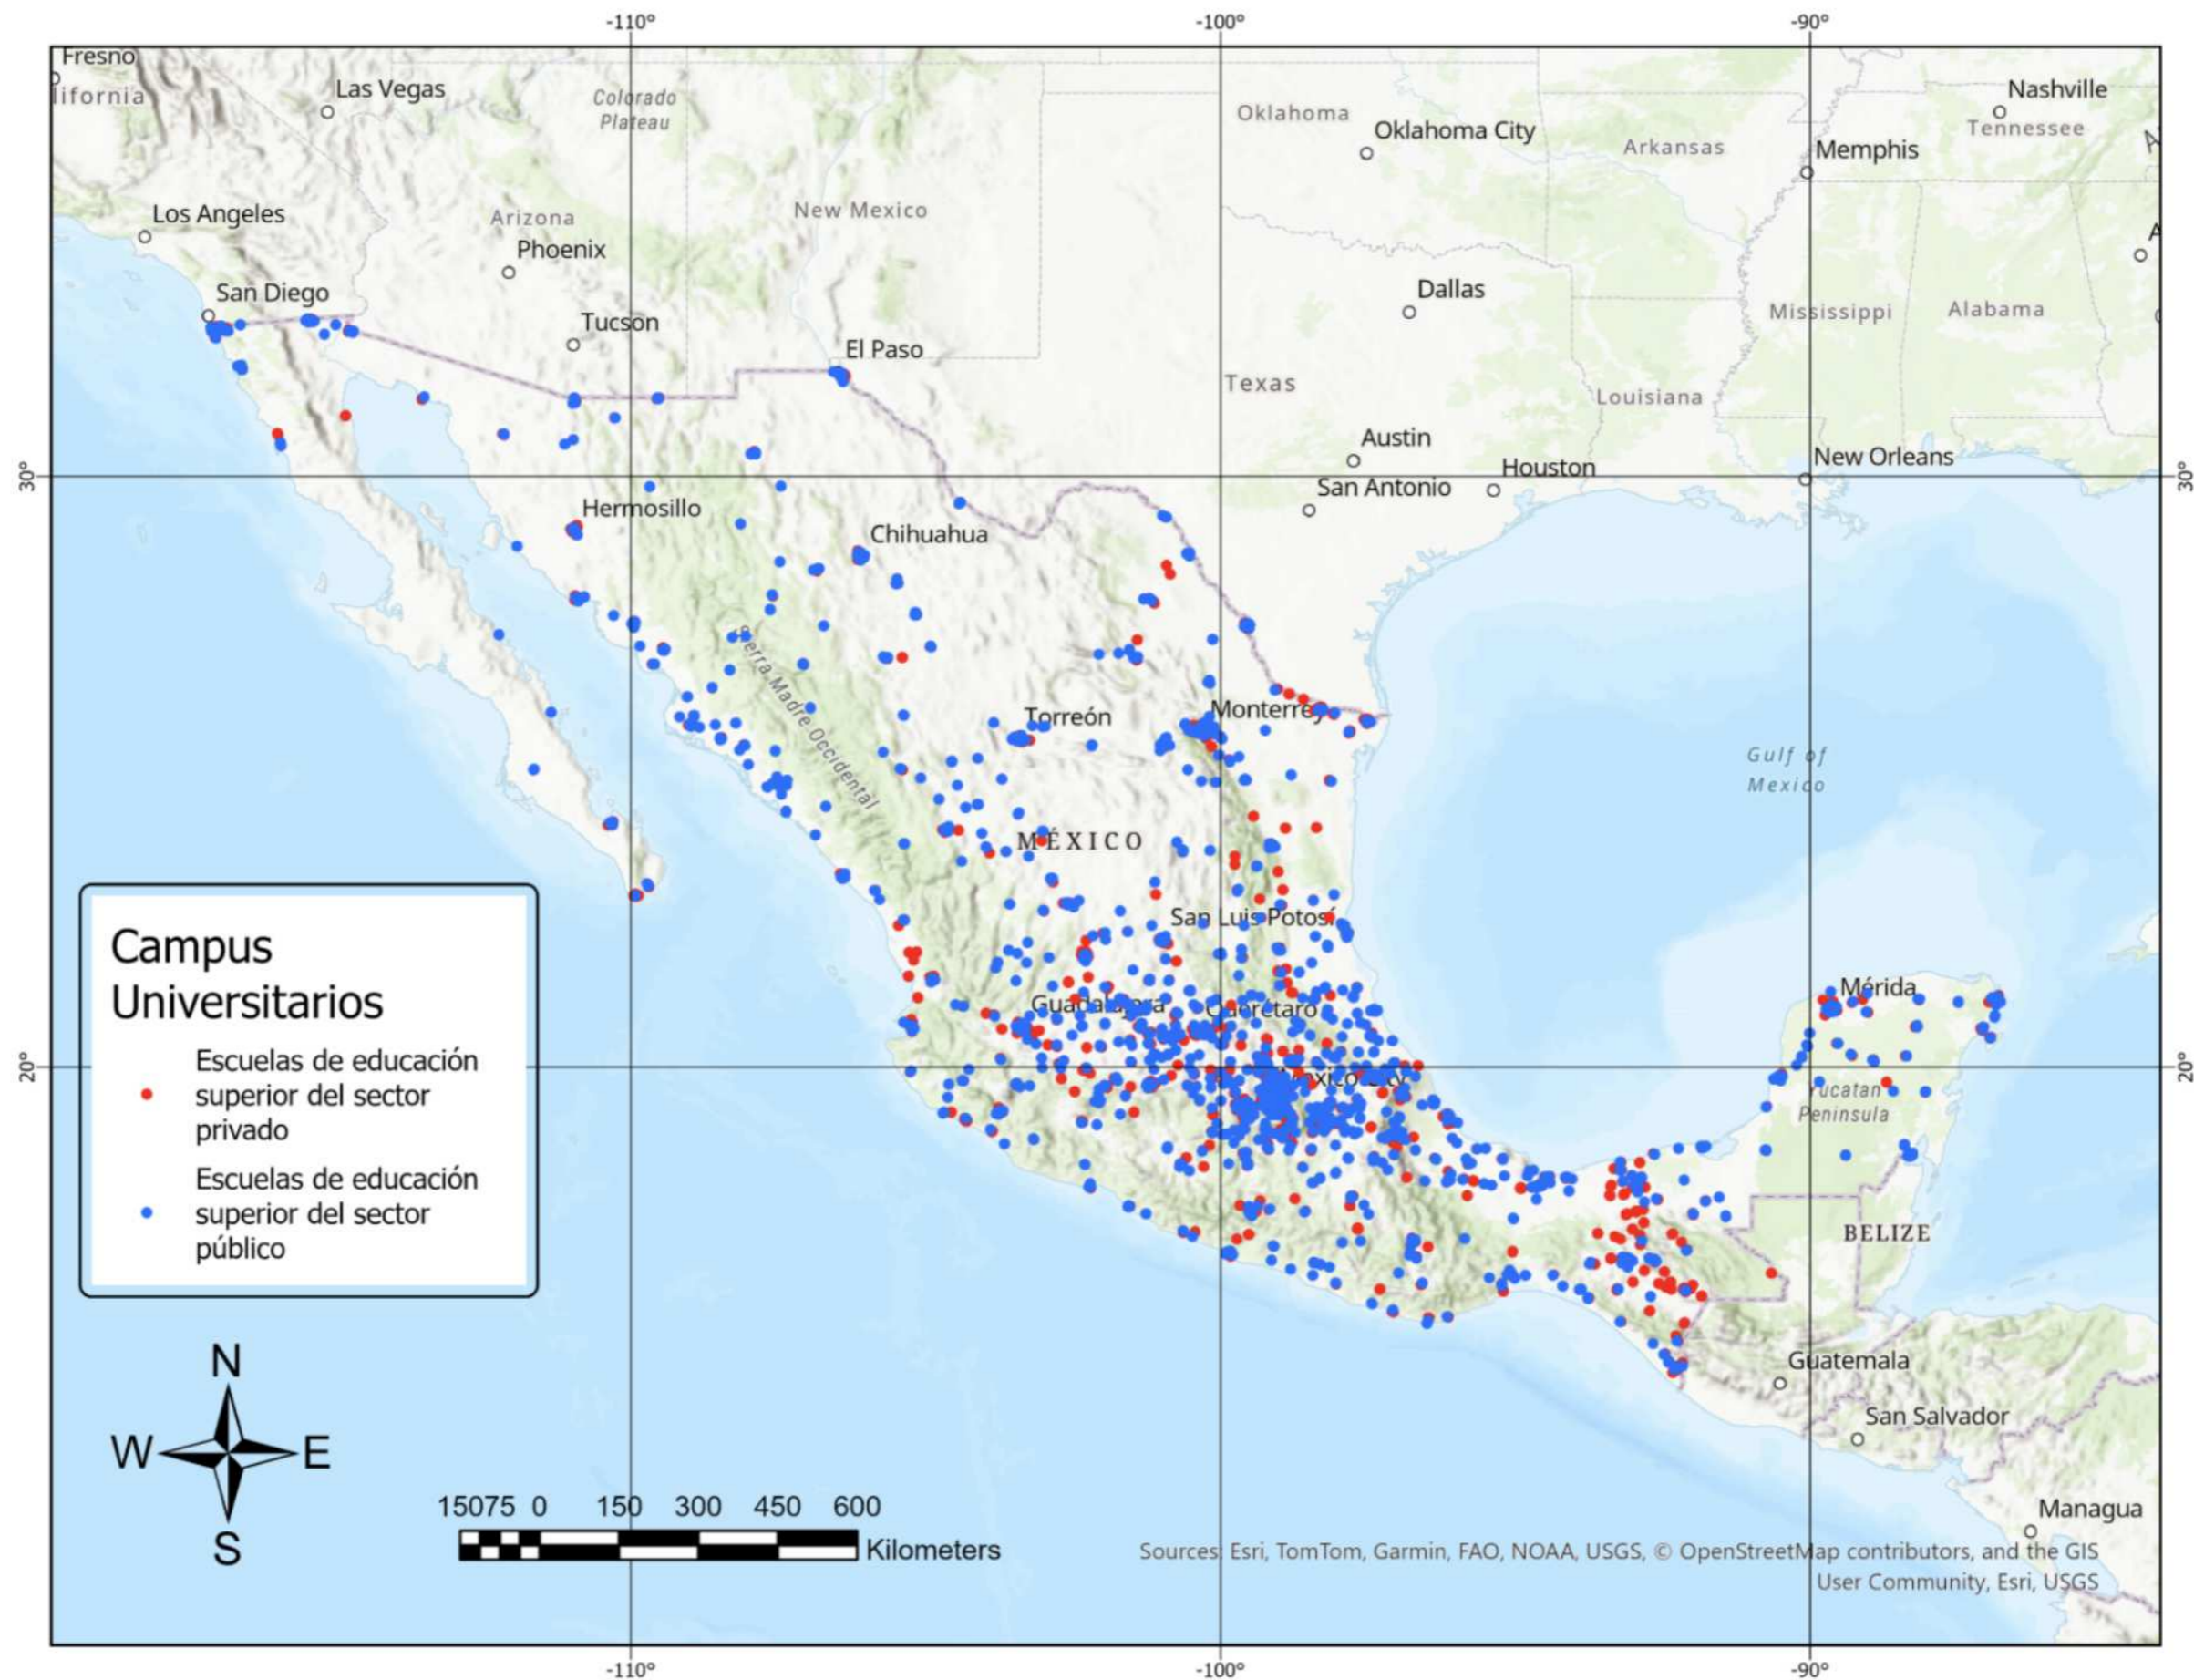 -110°
-100°
-90°
Fresno
lifornia
Las Vegas
Colorado
Plateau
Oklahoma
Oklahoma City
Arkansas
Nashville
Tennessee
Memphis
A
Los Angeles
Arizona
New Mexico
Phoenix
A
San Diego
Tucson
El Paso
Dallas
Mississippi
Alabama
Texas
Louisiana
Austin
Houston
New Orleans
30°
30°
San Antonio
Hermosillo
Chihuahua
Sierra Madre Occidental
Torreón
Monterrey
Gulf of
Mexico
MÉXICO
San Luis Potosí
Mérida
Guadalajara
Querétaro
20°
20°
Mexico City
Yucatan
Peninsula
BELIZE
Guatemala
San Salvador
Managua
Campus
Universitarios
Escuelas de educación
superior del sector
privado
Escuelas de educación
superior del sector
público
N
W
E
S
15075 0 150 300 450 600
Kilometers
Sources: Esri, TomTom, Garmin, FAO, NOAA, USGS, © OpenStreetMap contributors, and the GIS
User Community, Esri, USGS
-110°
-100°
-90°